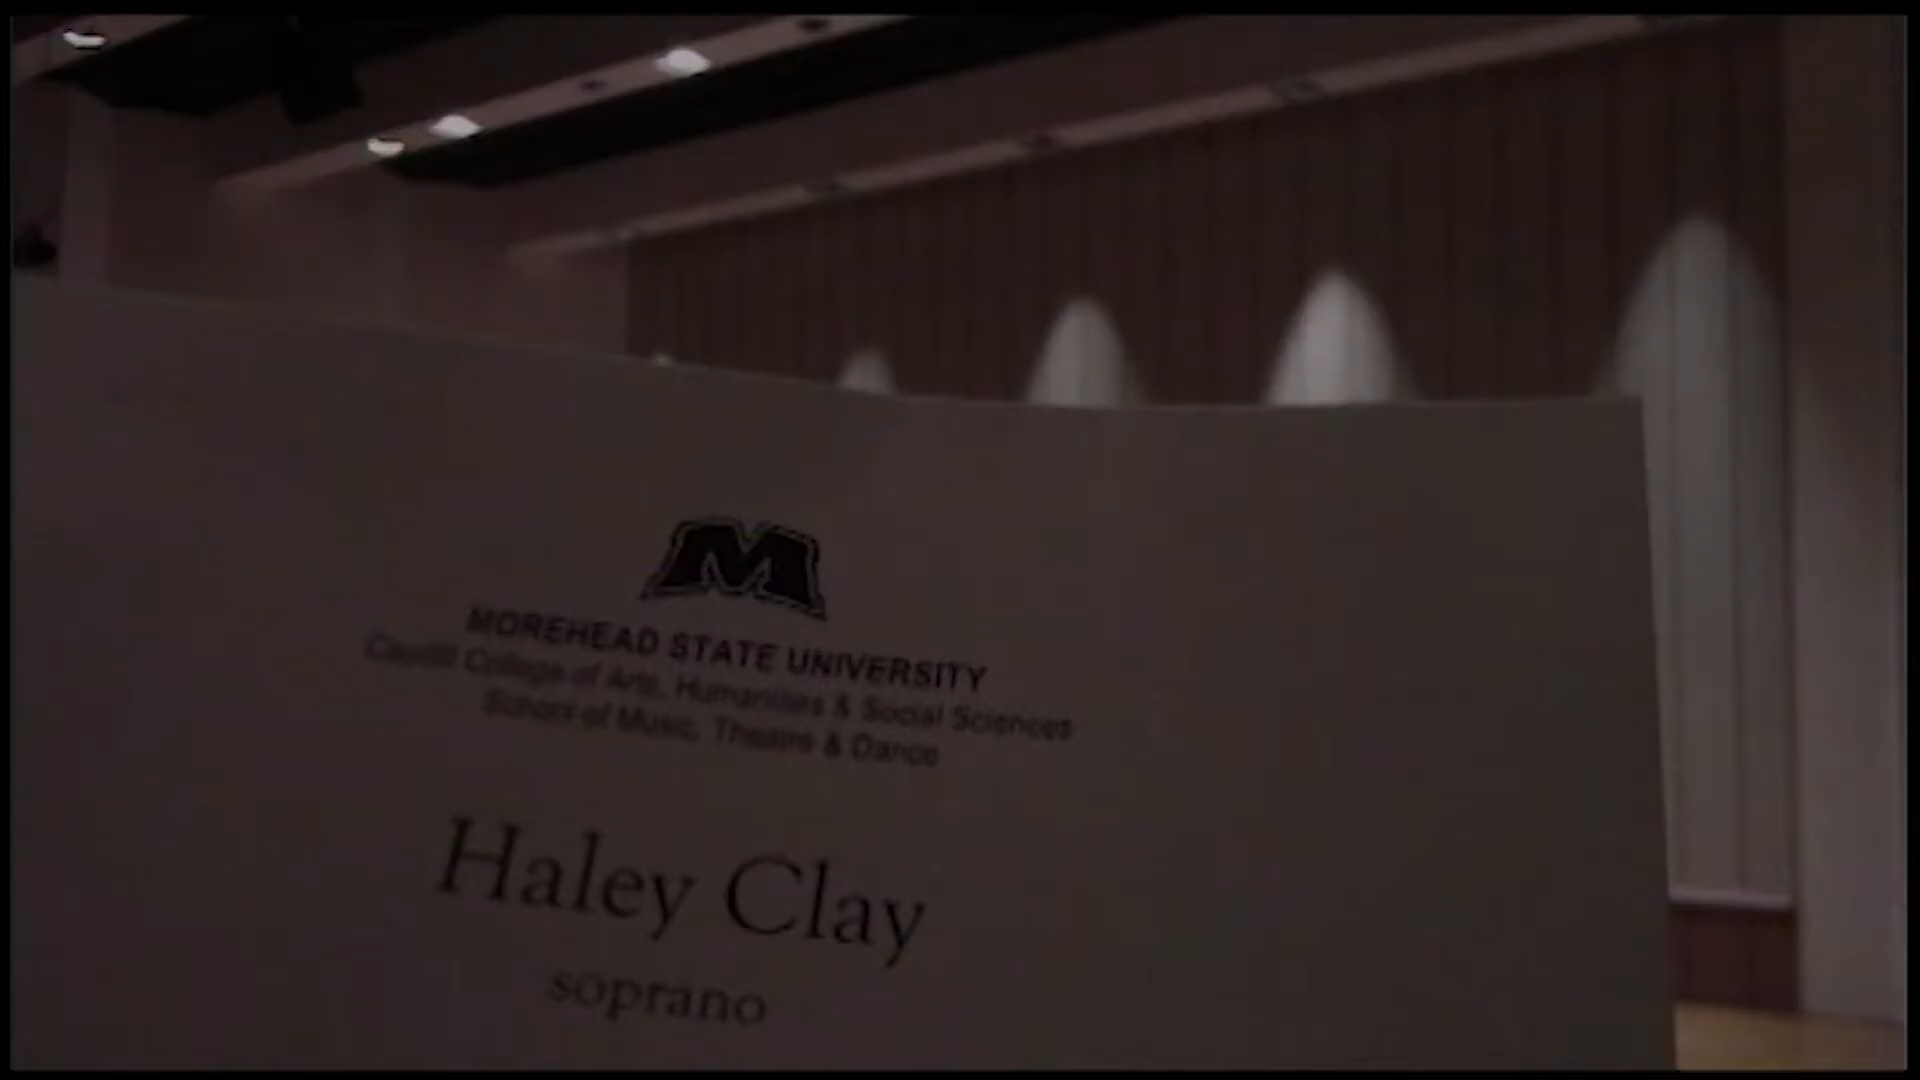 M
MOREHEAD STATE UNIVERSITY
Caudill College of Arts, Humanities & Social Sciences
School of Music, Theatre & Dance
Haley Clay
soprano